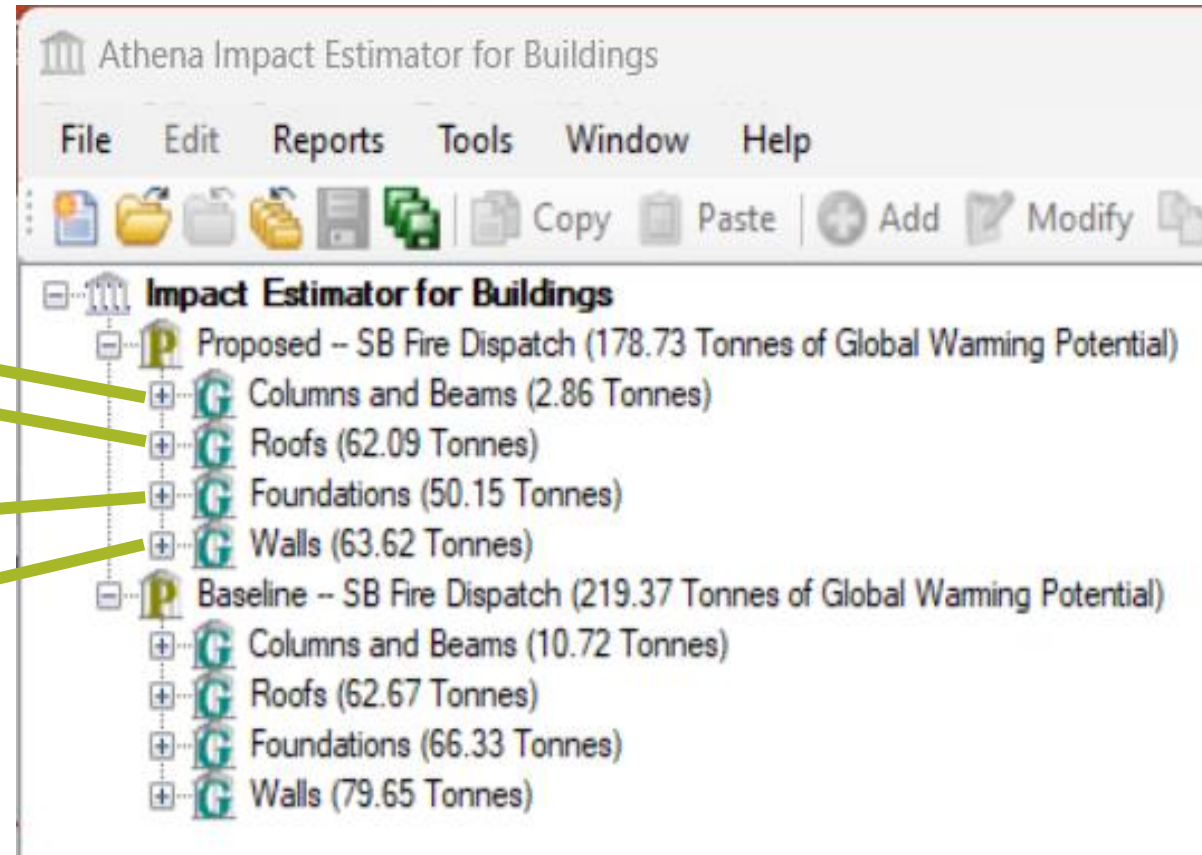 Athena Impact Estimator for Buildings
File Edit Reports Tools Window Help
Copy Paste Add Modify
Impact Estimator for Buildings
P Proposed -- SB Fire Dispatch (178.73 Tonnes of Global Warming Potential)
G Columns and Beams (2.86 Tonnes)
G Roofs (62.09 Tonnes)
G Foundations (50.15 Tonnes)
G Walls (63.62 Tonnes)
P Baseline -- SB Fire Dispatch (219.37 Tonnes of Global Warming Potential)
G Columns and Beams (10.72 Tonnes)
G Roofs (62.67 Tonnes)
G Foundations (66.33 Tonnes)
G Walls (79.65 Tonnes)